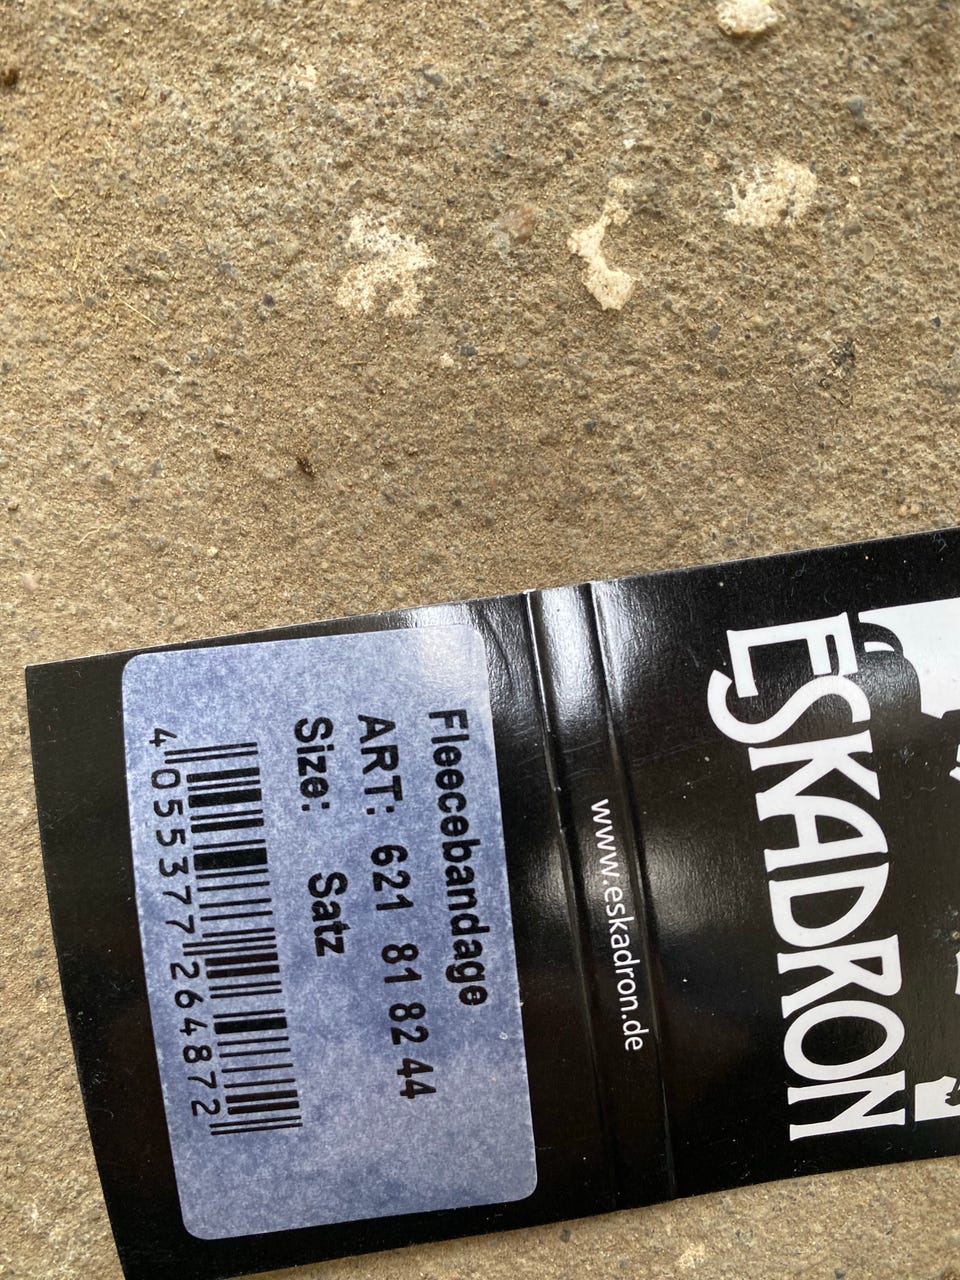 ESKADRON
www.eskadron.de
Fleecebandage
ART: 621 81 82 44
Size: Satz
4 055377 264872